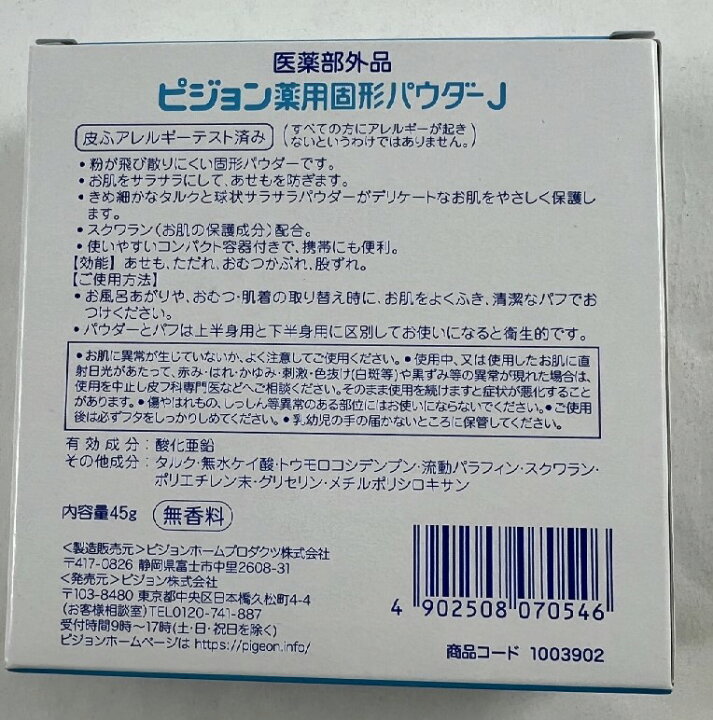 医薬部外品
ピジョン薬用固形パウダーJ
皮ふアレルギーテスト済み (すべての方にアレルギーが起き
ないというわけではありません。)
• 粉が飛び散りにくい固形パウダーです。
• お肌をサラサラにして、あせもを防ぎます。
• きめ細かなタルクと球状サラサラパウダーがデリケートなお肌をやさしく保護し
ます。
• スクワラン(お肌の保護成分)配合。
• 使いやすいコンパクト容器付きで、携帯にも便利。
【効能】あせも、ただれ、おむつかぶれ、股ずれ。
【ご使用方法】
• お風呂あがりや、おむつ・肌着の取り替え時に、お肌をよくふき、清潔なパフでお
つけください。
• パウダーとパフは上半身用と下半身用に区別してお使いになると衛生的です。
• お肌に異常が生じていないか、よく注意してご使用ください。• 使用中、又は使用したお肌に直
射日光があたって、赤み・はれ・かゆみ・刺激・色抜け(白斑等)や黒ずみ等の異常が現れた場合は、
使用を中止し皮フ科専門医などへご相談ください。そのまま使用を続けますと症状が悪化すること
があります。• 傷やはれもの、しっしん等異常のある部位にはお使いにならないでください。• ご使用
後は必ずフタをしっかりしめてください。• 乳幼児の手の届かないところに保管してください。
有効成分：酸化亜鉛
その他成分：タルク・無水ケイ酸・トウモロコシデンプン・流動パラフィン・スクワラン・
ポリエチレン末・グリセリン・メチルポリシロキサン
内容量45g 無香料
<製造販売元>ピジョンホームプロダクツ株式会社
〒417-0826 静岡県富士市中里2608-31
<発売元>ピジョン株式会社
〒103-8480 東京都中央区日本橋久松町4-4
(お客様相談室)TEL0120-741-887
受付時間9時〜17時(土・日・祝日を除く)
ピジョンホームページは https://pigeon.info/
4 902508 070546
商品コード 1003902